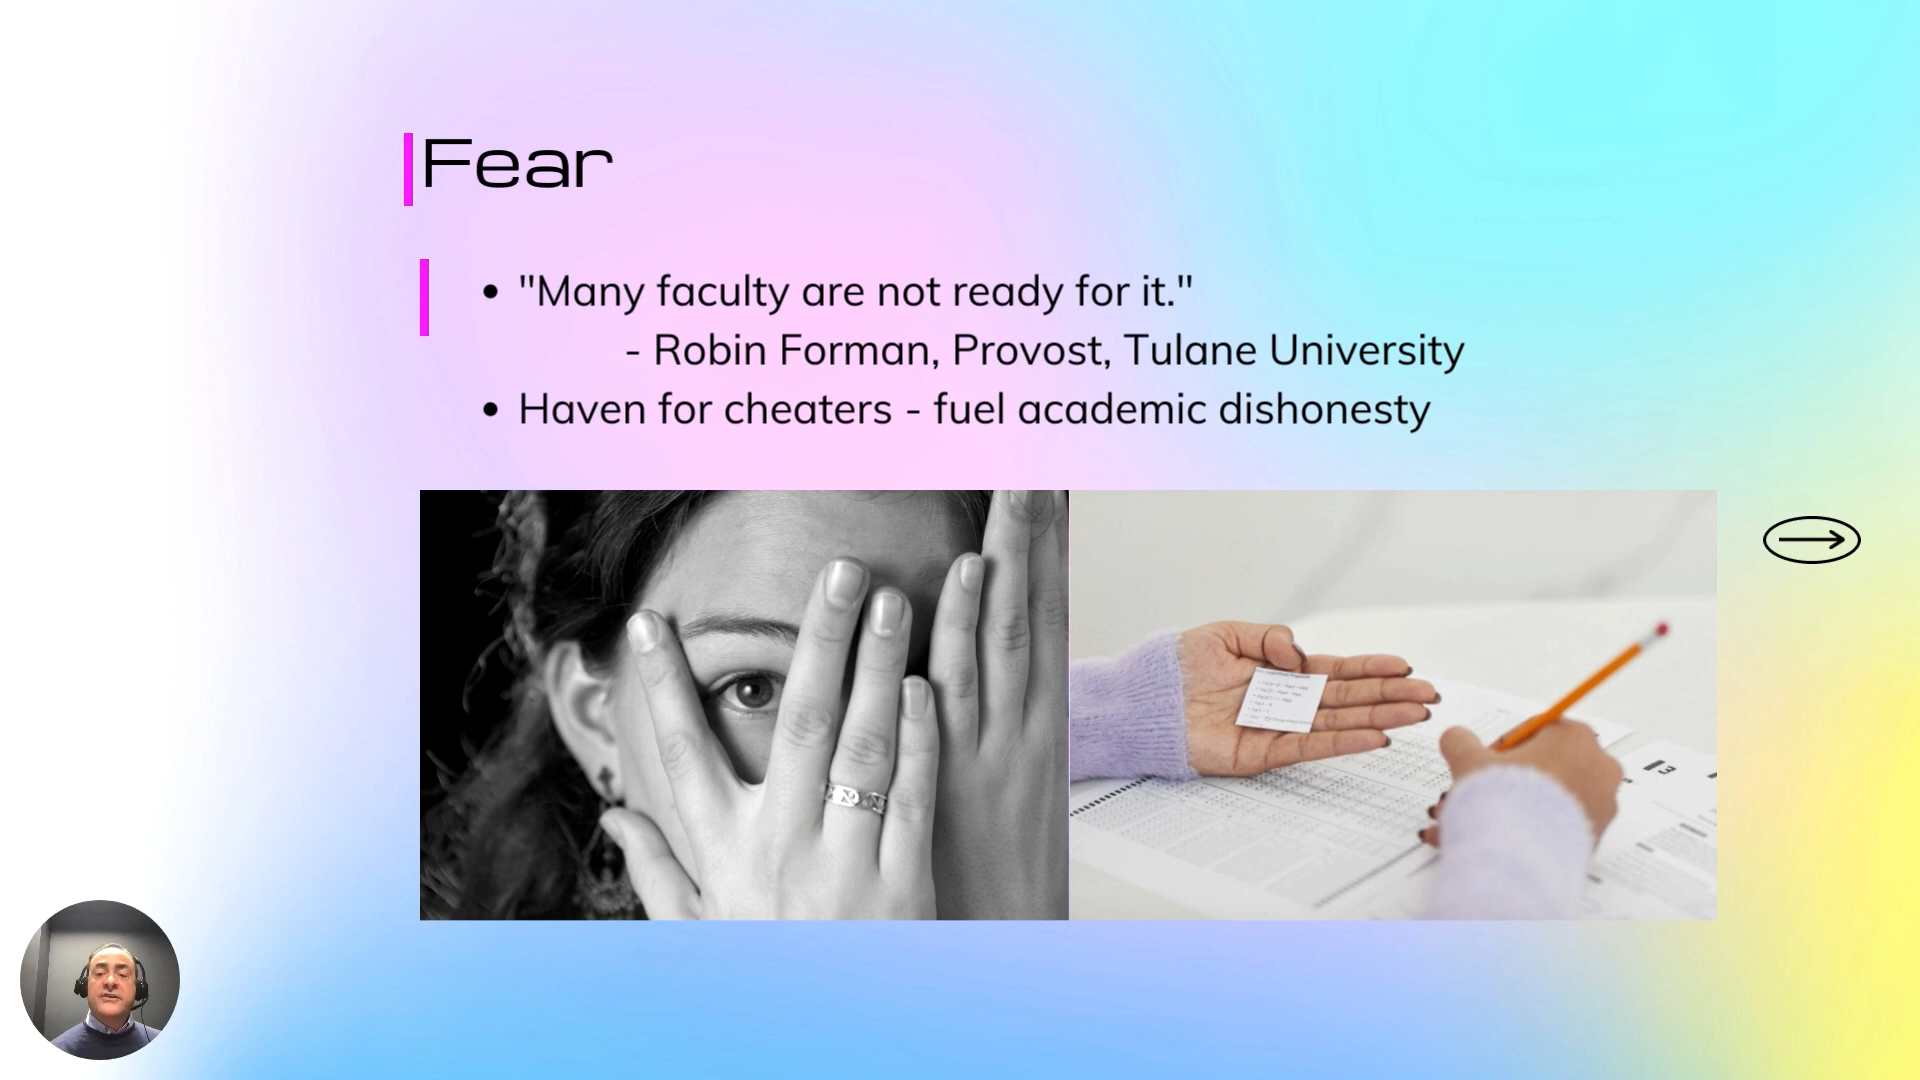 Fear
• "Many faculty are not ready for it."
- Robin Forman, Provost, Tulane University
• Haven for cheaters - fuel academic dishonesty